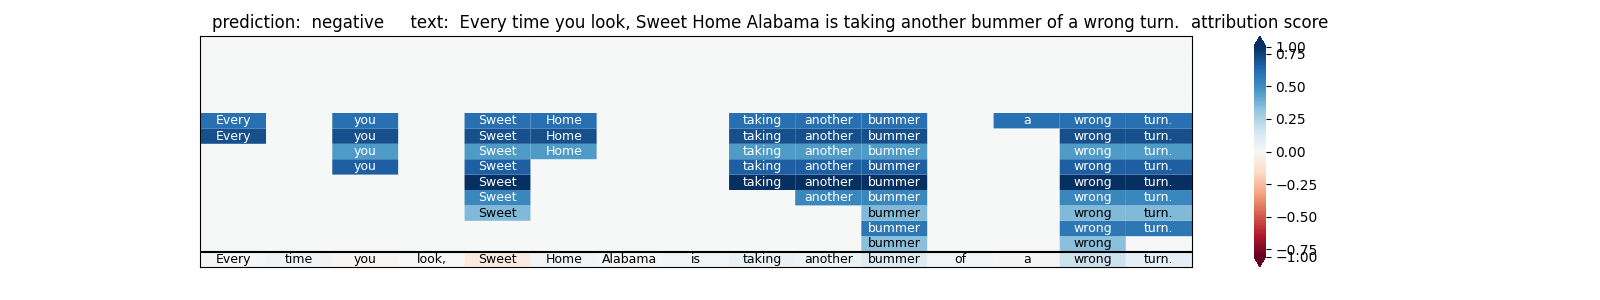 prediction:  negative     text:  Every time you look, Sweet Home Alabama is taking another bummer of a wrong turn.  attribution score
Every you Sweet Home taking another bummer a wrong turn.
Every you Sweet Home taking another bummer wrong turn.
you Sweet Home taking another bummer wrong turn.
you Sweet taking another bummer wrong turn.
Sweet taking another bummer wrong turn.
Sweet another bummer wrong turn.
Sweet bummer wrong turn.
bummer wrong turn.
bummer wrong
Every time you look, Sweet Home Alabama is taking another bummer of a wrong turn.
1.00
0.75
0.50
0.25
0.00
−0.25
−0.50
−0.75
−1.00